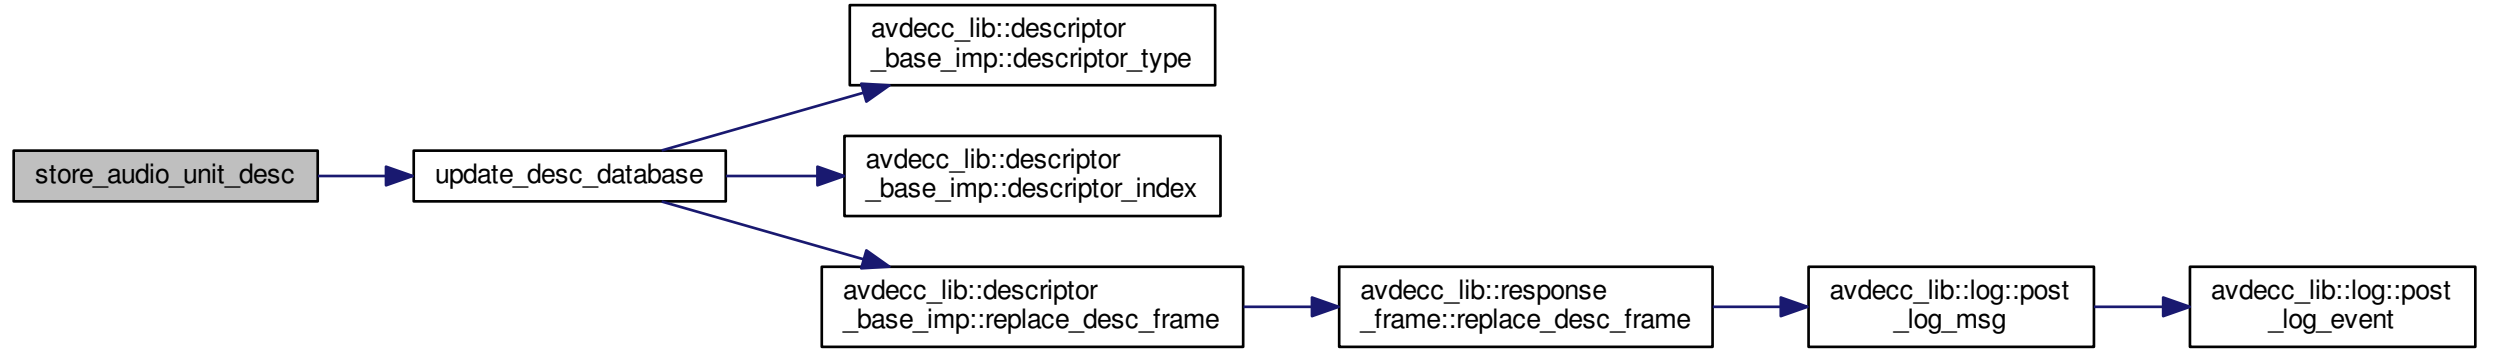 store_audio_unit_desc
update_desc_database
avdecc_lib::descriptor
_base_imp::descriptor_type
avdecc_lib::descriptor
_base_imp::descriptor_index
avdecc_lib::descriptor
_base_imp::replace_desc_frame
avdecc_lib::response
_frame::replace_desc_frame
avdecc_lib::log::post
_log_msg
avdecc_lib::log::post
_log_event